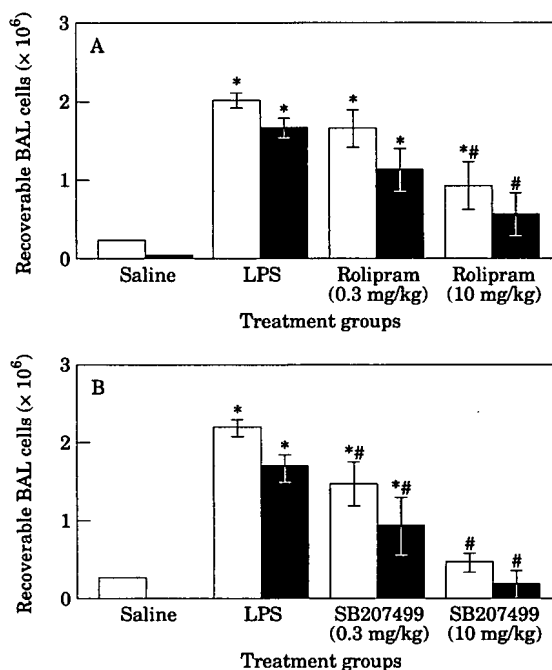 A
Recoverable BAL cells (× 10⁶)
3
2
1
0
*
*
*
*
*#
#
Saline
LPS
Rolipram
(0.3 mg/kg)
Rolipram
(10 mg/kg)
Treatment groups
B
Recoverable BAL cells (× 10⁶)
3
2
1
0
*
*
*#
*#
#
#
Saline
LPS
SB207499
(0.3 mg/kg)
SB207499
(10 mg/kg)
Treatment groups